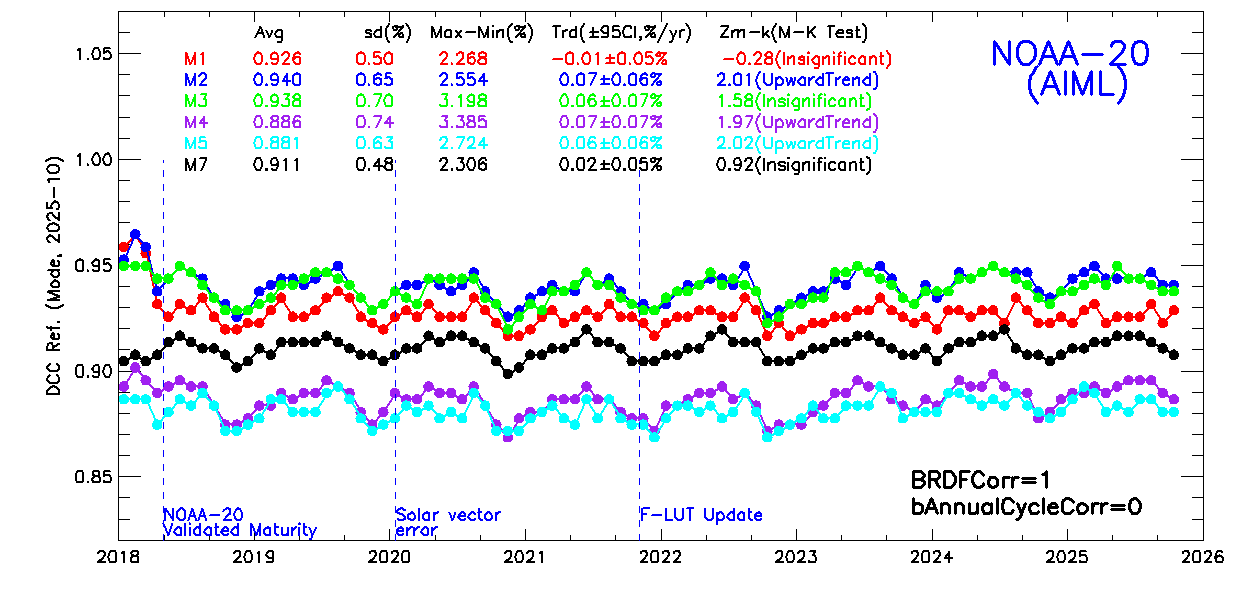 Avg sd(%) Max-Min(%) Trd(±95CI,%/yr) Zm-k(M-K Test)
M1 0.926 0.50 2.268 -0.01±0.05% -0.28(Insignificant)
M2 0.940 0.65 2.554 0.07±0.06% 2.01(UpwardTrend)
M3 0.938 0.70 3.198 0.06±0.07% 1.58(Insignificant)
M4 0.886 0.74 3.385 0.07±0.07% 1.97(UpwardTrend)
M5 0.881 0.63 2.724 0.06±0.06% 2.02(UpwardTrend)
M7 0.911 0.48 2.306 0.02±0.05% 0.92(Insignificant)
NOAA-20
(AIML)
1.05
1.00
0.95
0.90
0.85
DCC Ref. (Mode, 2025-10)
BRDFCorr=1
bAnnualCycleCorr=0
NOAA-20
Validated Maturity
Solar vector
error
F-LUT Update
2018 2019 2020 2021 2022 2023 2024 2025 2026